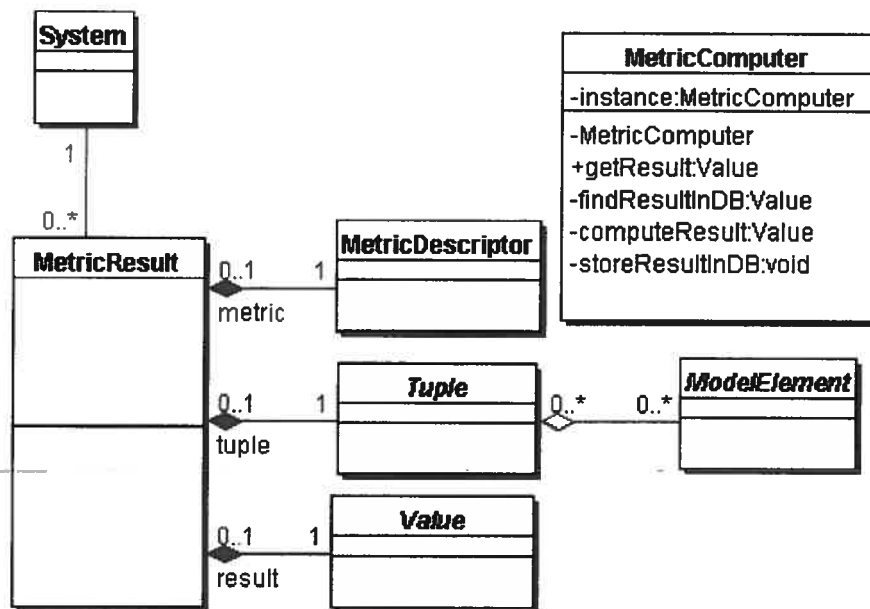 System
MetricComputer
-instance:MetricComputer
-MetricComputer
+getResult:Value
-findResultInDB:Value
-computeResult:Value
-storeResultInDB:void
1
0..*
MetricResult
0..1
1
metric
MetricDescriptor
0..1
1
tuple
Tuple
0..*
0..*
ModelElement
0..1
1
result
Value